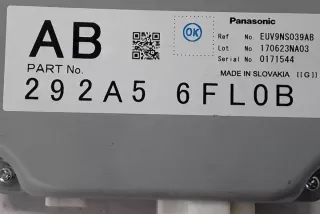 AB
OK
Panasonic
Ref No EUV9NS039AB
Lot No 170623NA03
Serial No 0171544
PART No.
MADE IN SLOVAKIA [[G]]
292A5 6FL0B